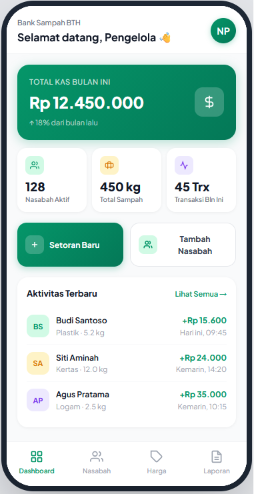 Bank Sampah BTH
Selamat datang, Pengelola 👋
NP
TOTAL KAS BULAN INI
Rp 12.450.000
↑ 18% dari bulan lalu
$
128
Nasabah Aktif
450 kg
Total Sampah
45 Trx
Transaksi Bln Ini
+ Setoran Baru
Tambah
Nasabah
Aktivitas Terbaru
Lihat Semua →
BS
Budi Santoso
+Rp 15.600
Plastik · 5.2 kg
Hari ini, 09:45
SA
Siti Aminah
+Rp 24.000
Kertas · 12.0 kg
Kemarin, 14:20
AP
Agus Pratama
+Rp 35.000
Logam · 2.5 kg
Kemarin, 10:15
Dashboard
Nasabah
Harga
Laporan